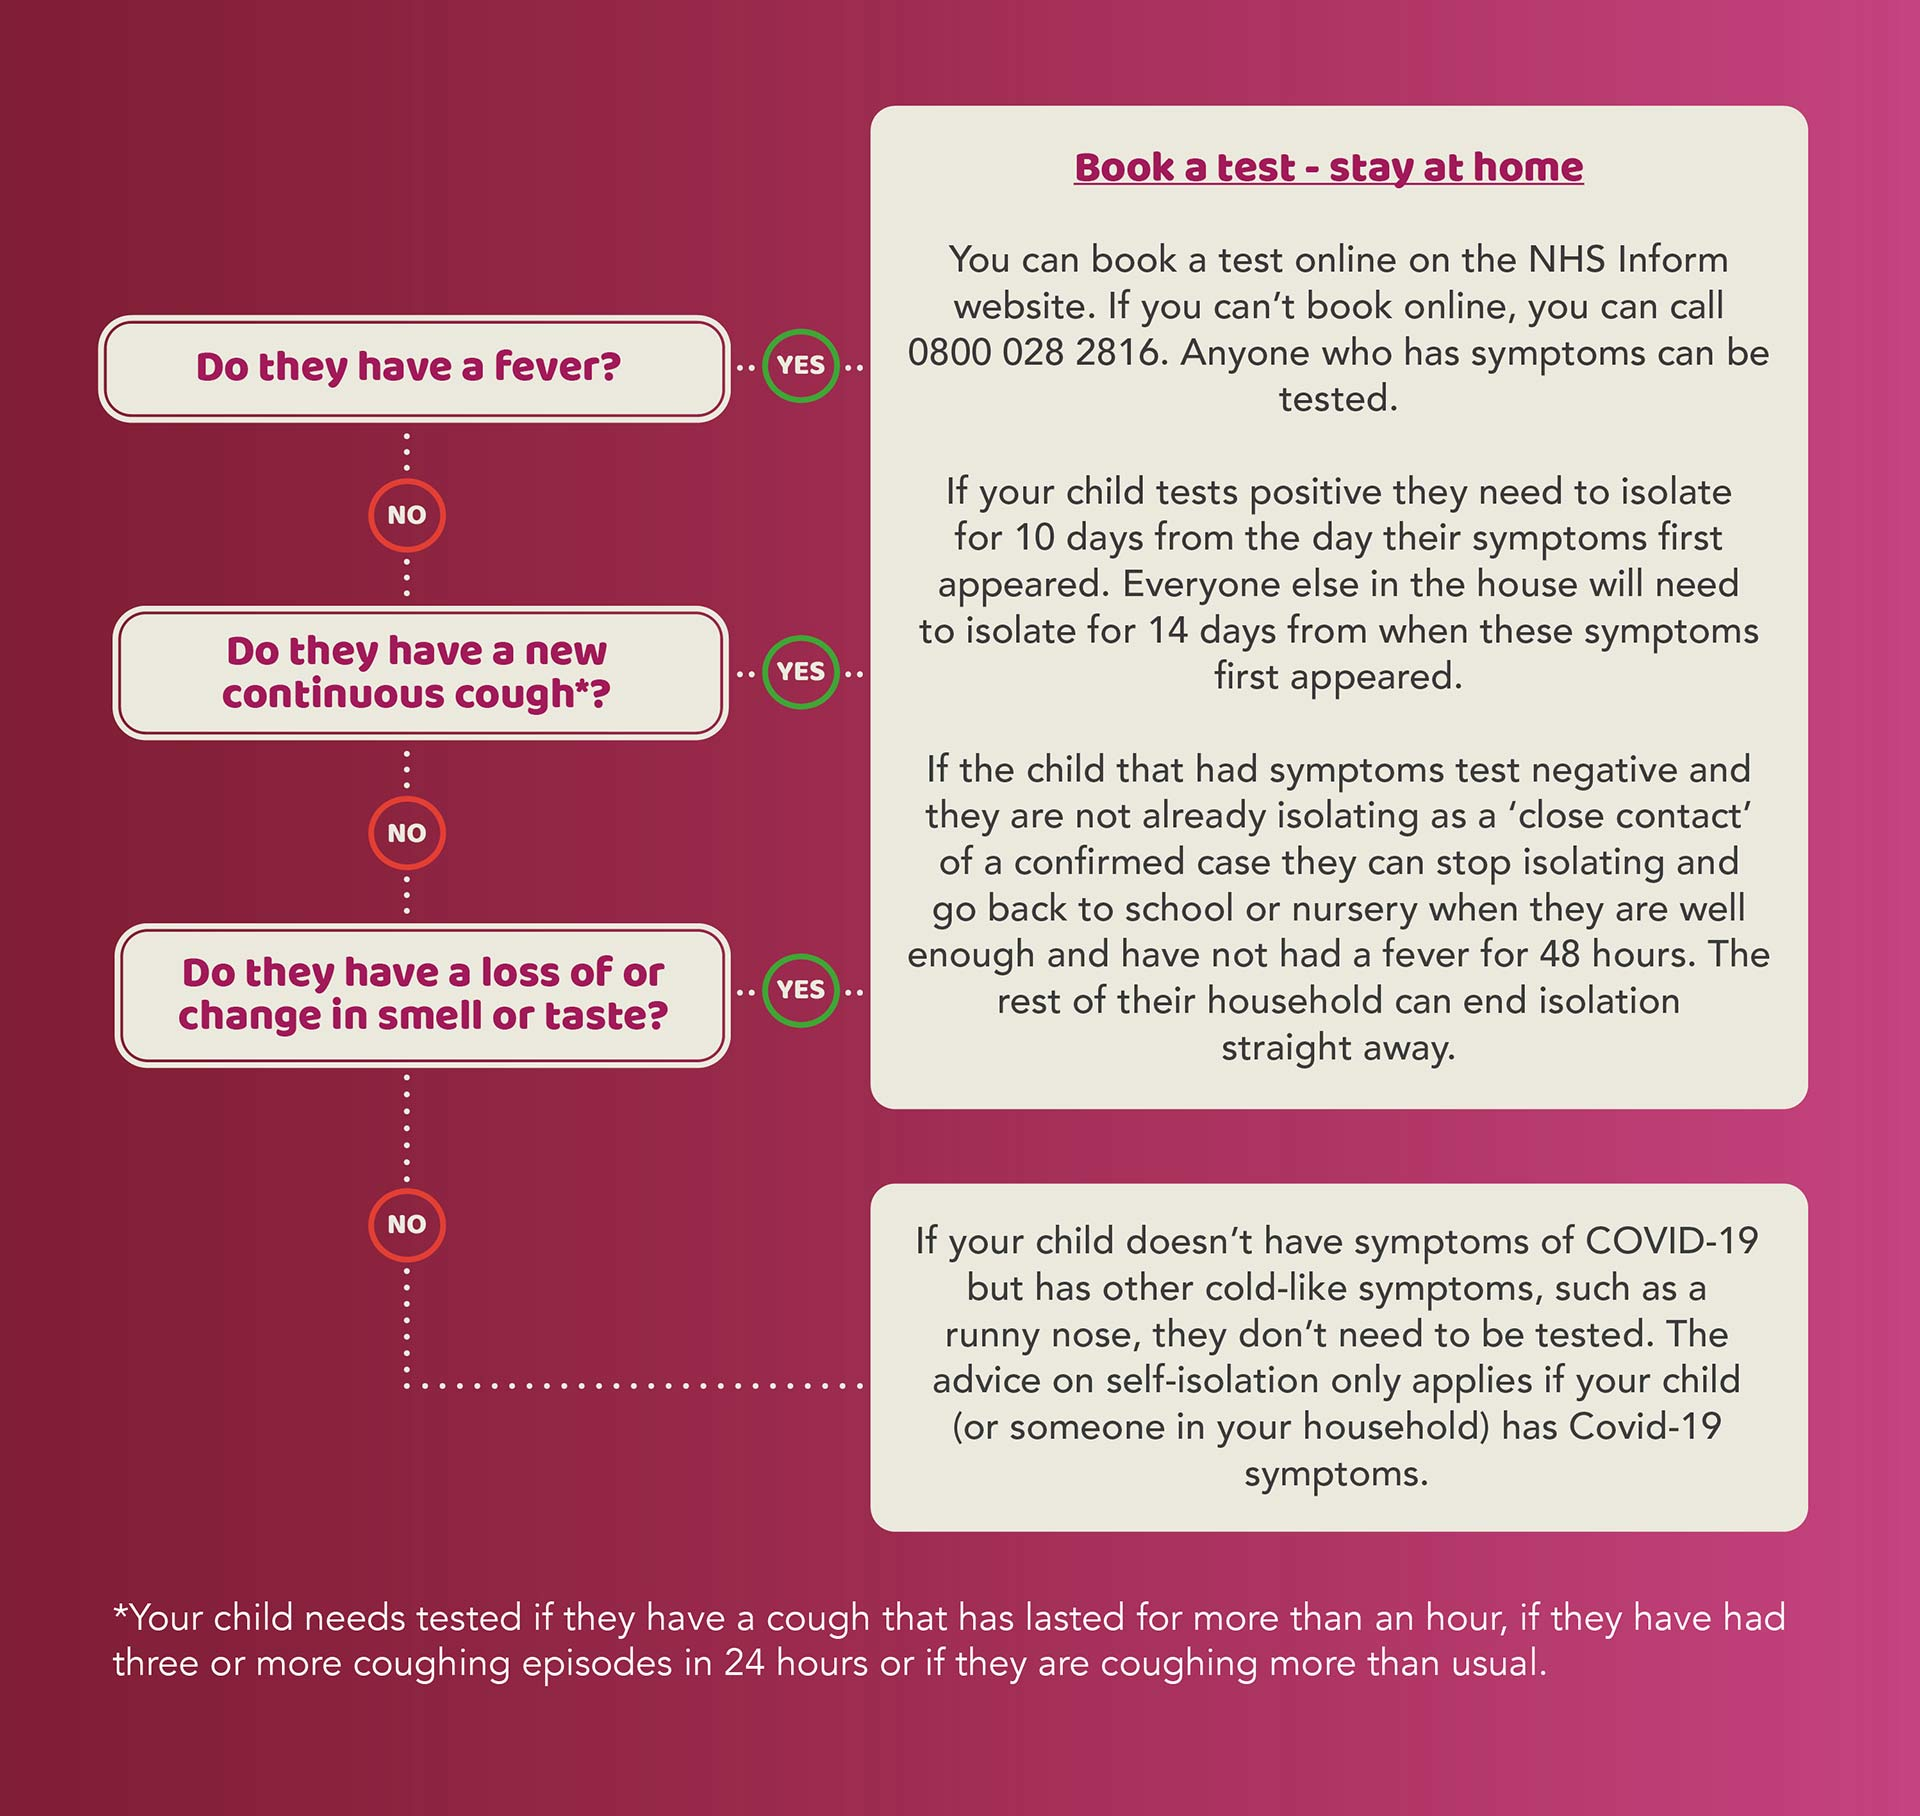 Do they have a fever?
YES
NO
Do they have a new
continuous cough*?
YES
NO
Do they have a loss of or
change in smell or taste?
YES
NO
Book a test - stay at home
You can book a test online on the NHS Inform
website. If you can’t book online, you can call
0800 028 2816. Anyone who has symptoms can be
tested.
If your child tests positive they need to isolate
for 10 days from the day their symptoms first
appeared. Everyone else in the house will need
to isolate for 14 days from when these symptoms
first appeared.
If the child that had symptoms test negative and
they are not already isolating as a ‘close contact’
of a confirmed case they can stop isolating and
go back to school or nursery when they are well
enough and have not had a fever for 48 hours. The
rest of their household can end isolation
straight away.
If your child doesn’t have symptoms of COVID-19
but has other cold-like symptoms, such as a
runny nose, they don’t need to be tested. The
advice on self-isolation only applies if your child
(or someone in your household) has Covid-19
symptoms.
*Your child needs tested if they have a cough that has lasted for more than an hour, if they have had
three or more coughing episodes in 24 hours or if they are coughing more than usual.